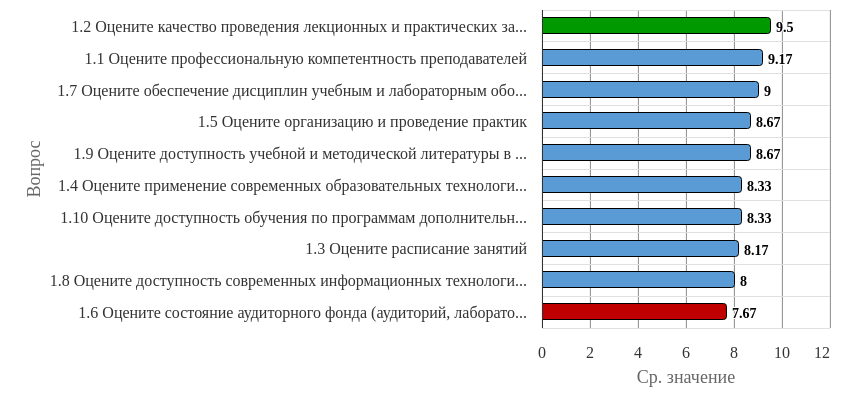 1.2 Оцените качество проведения лекционных и практических за... 9.5
1.1 Оцените профессиональную компетентность преподавателей 9.17
1.7 Оцените обеспечение дисциплин учебным и лабораторным обо... 9
1.5 Оцените организацию и проведение практик 8.67
1.9 Оцените доступность учебной и методической литературы в ... 8.67
1.4 Оцените применение современных образовательных технологи... 8.33
1.10 Оцените доступность обучения по программам дополнительн... 8.33
1.3 Оцените расписание занятий 8.17
1.8 Оцените доступность современных информационных технологи... 8
1.6 Оцените состояние аудиторного фонда (аудиторий, лаборато... 7.67
Вопрос
0 2 4 6 8 10 12
Ср. значение